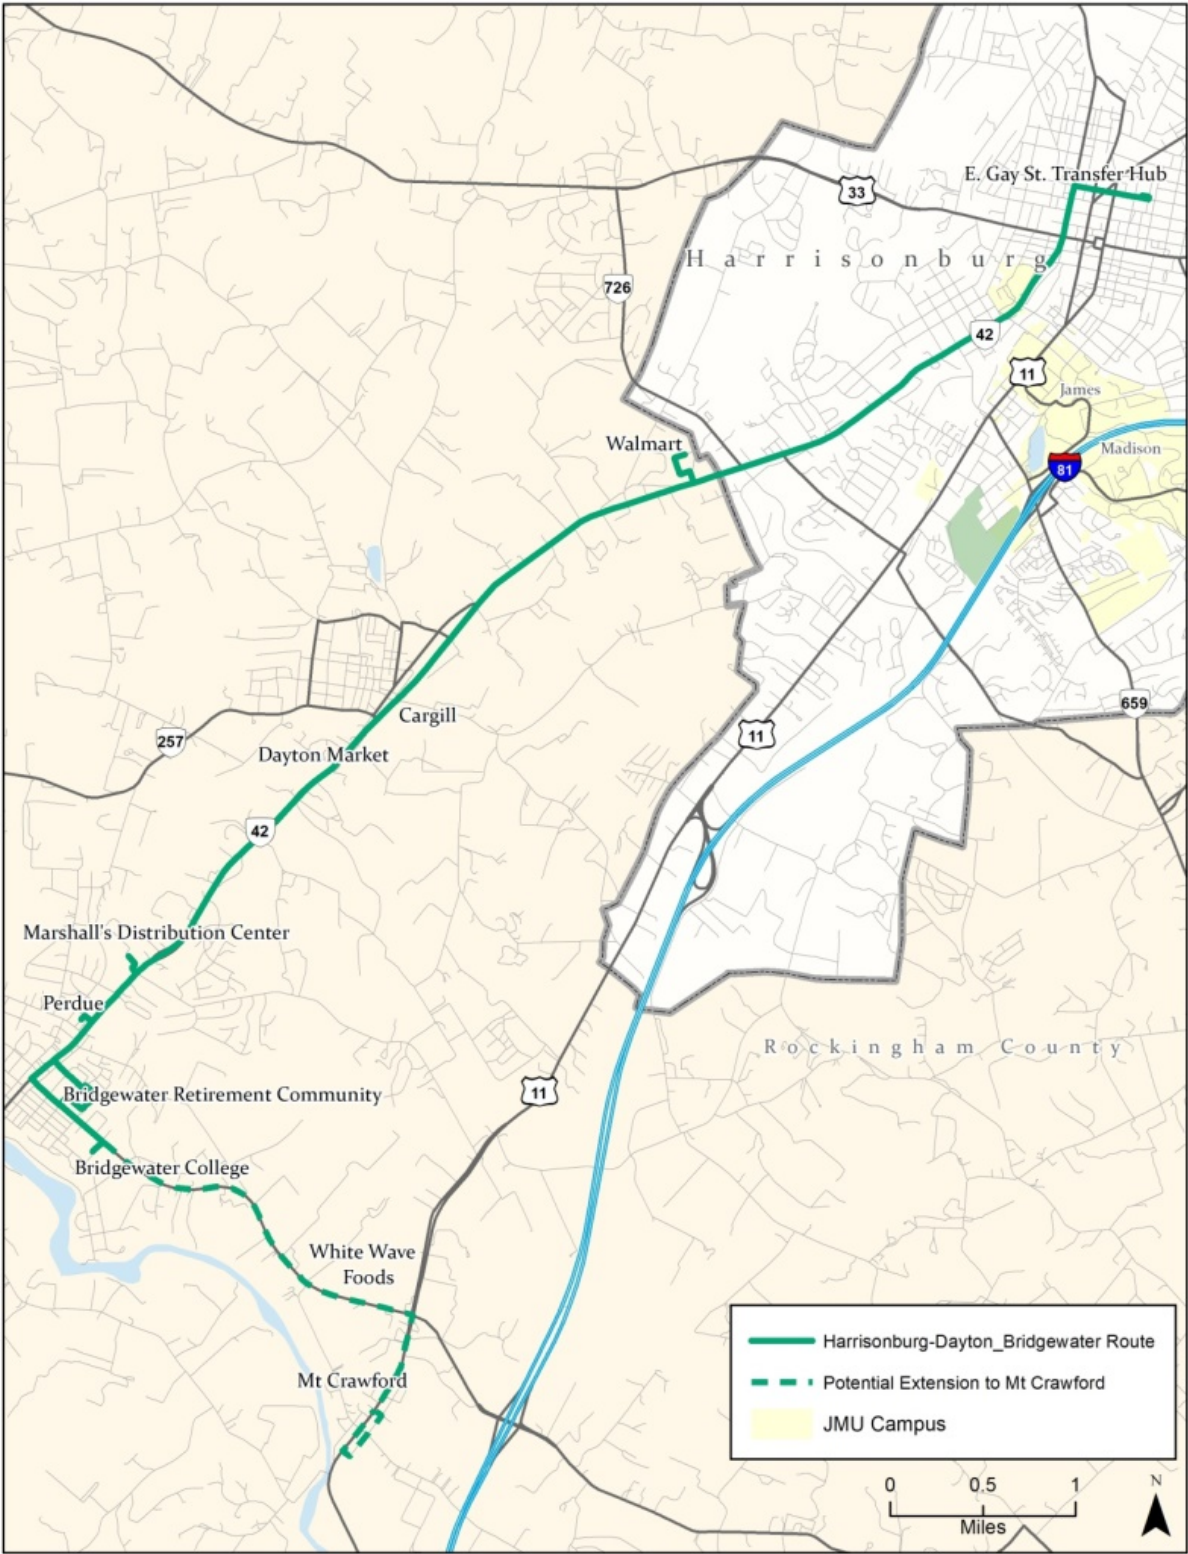 E. Gay St. Transfer Hub
33
Harrisonburg
726
42
11
James
Walmart
Madison
81
659
Cargill
11
257
Dayton Market
42
Marshall's Distribution Center
Perdue
Rockingham County
11
Bridgewater Retirement Community
Bridgewater College
White Wave
Foods
Mt Crawford
Harrisonburg-Dayton_Bridgewater Route
Potential Extension to Mt Crawford
JMU Campus
0 0.5 1
Miles
N